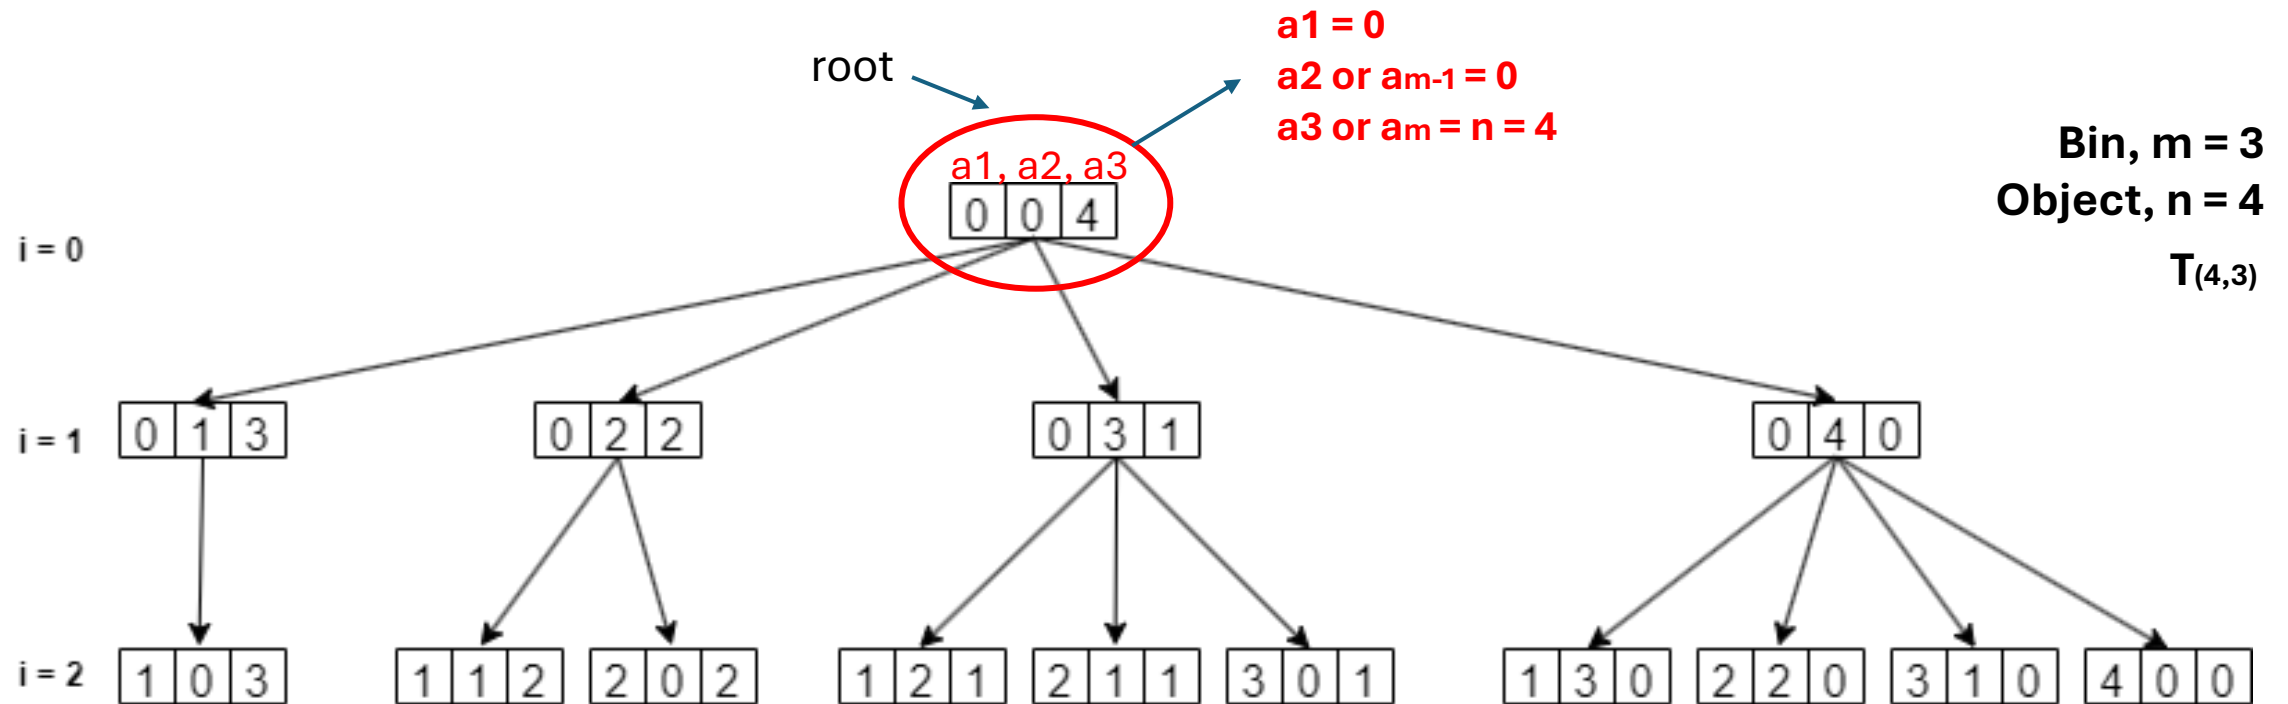 a1 = 0
root
a2 or am-1 = 0
a3 or am = n = 4
Bin, m = 3
a1, a2, a3
Object, n = 4
0 0 4
i = 0
T(4,3)
i = 1
0 1 3
0 2 2
0 3 1
0 4 0
i = 2
1 0 3
1 1 2
2 0 2
1 2 1
2 1 1
3 0 1
1 3 0
2 2 0
3 1 0
4 0 0